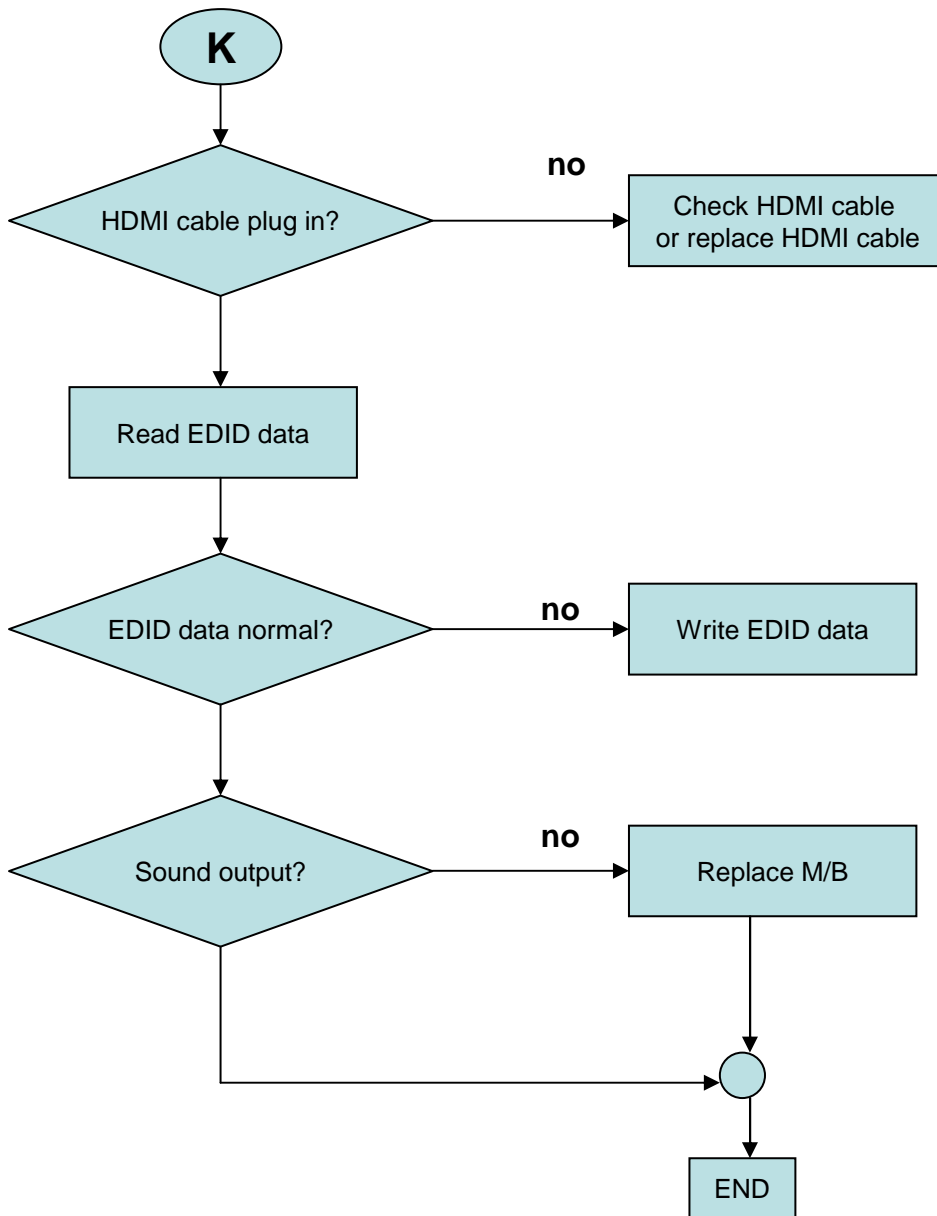 K
HDMI cable plug in?
no
Check HDMI cable
or replace HDMI cable
Read EDID data
EDID data normal?
no
Write EDID data
Sound output?
no
Replace M/B
END